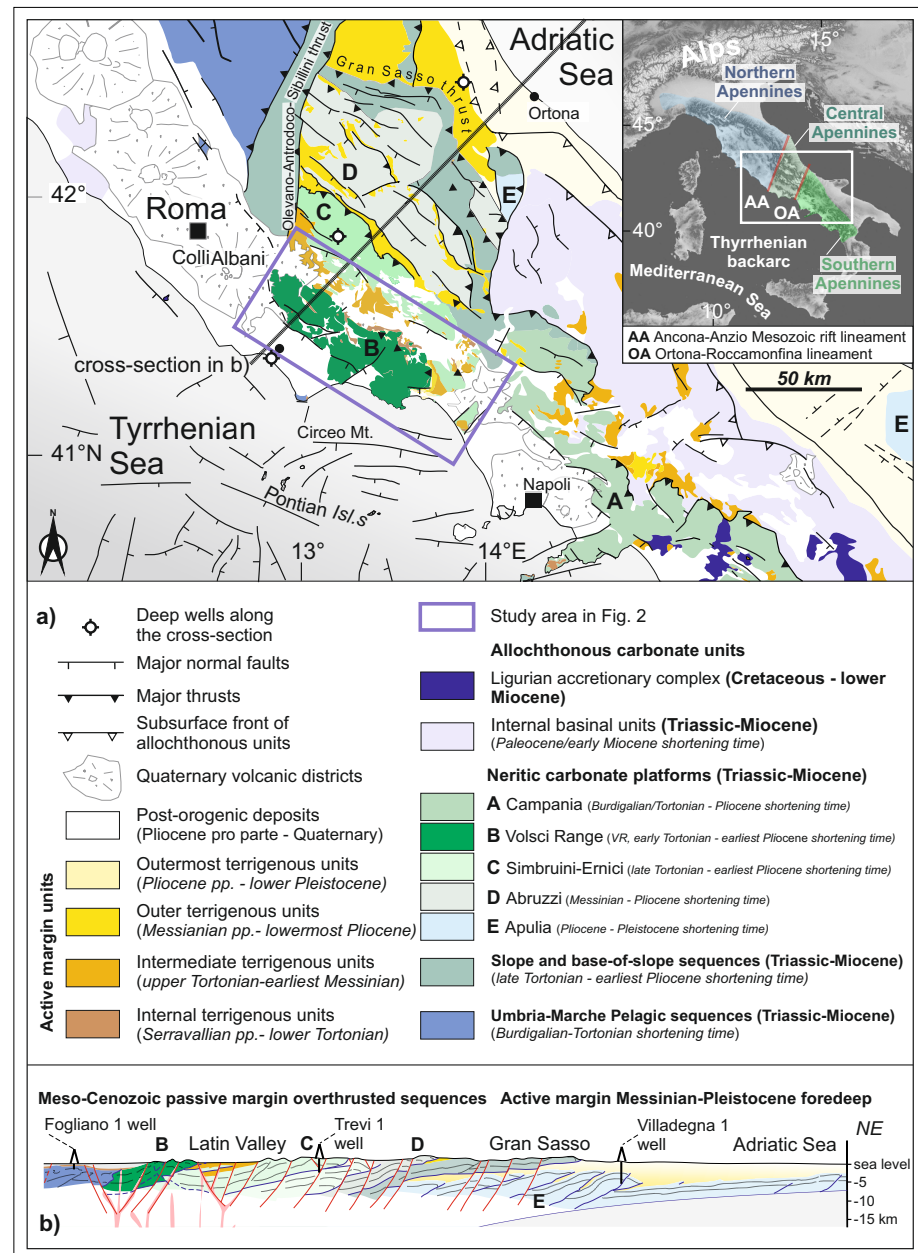 Adriatic
Sea
Alps
15°
Northern
Apennines
45°
Central
Apennines
AA
OA
40°
Thyrrhenian
backarc
Mediterranean Sea
10°
Southern
Apennines
AA Ancona-Anzio Mesozoic rift lineament
OA Ortona-Roccamonfina lineament
50 km
Olevano-Antrodoco-Sibillini thrust
Gran Sasso thrust
Ortona
42°
Roma
Colli Albani
D
E
C
B
cross-section in b)
Tyrrhenian
Sea
Circeo Mt.
41°N
Pontian Isl.s
Napoli
A
E
N
13°
14°E
a)
Deep wells along
the cross-section
Major normal faults
Major thrusts
Subsurface front of
allochthonous units
Quaternary volcanic districts
Post-orogenic deposits
(Pliocene pro parte - Quaternary)
Active margin units
Outermost terrigenous units
(Pliocene pp. - lower Pleistocene)
Outer terrigenous units
(Messianian pp.- lowermost Pliocene)
Intermediate terrigenous units
(upper Tortonian-earliest Messinian)
Internal terrigenous units
(Serravallian pp.- lower Tortonian)
Study area in Fig. 2
Allochthonous carbonate units
Ligurian accretionary complex (Cretaceous - lower
Miocene)
Internal basinal units (Triassic-Miocene)
(Paleocene/early Miocene shortening time)
Neritic carbonate platforms (Triassic-Miocene)
A Campania (Burdigalian/Tortonian - Pliocene shortening time)
B Volsci Range (VR, early Tortonian - earliest Pliocene shortening time)
C Simbruini-Ernici (late Tortonian - earliest Pliocene shortening time)
D Abruzzi (Messinian - Pliocene shortening time)
E Apulia (Pliocene - Pleistocene shortening time)
Slope and base-of-slope sequences (Triassic-Miocene)
(late Tortonian - earliest Pliocene shortening time)
Umbria-Marche Pelagic sequences (Triassic-Miocene)
(Burdigalian-Tortonian shortening time)
Meso-Cenozoic passive margin overthrusted sequences Active margin Messinian-Pleistocene foredeep
Fogliano 1 well
B
Latin Valley
C
Trevi 1
well
D
Gran Sasso
Villadegna 1
well
Adriatic Sea
NE
sea level
-5
-10
-15 km
E
b)